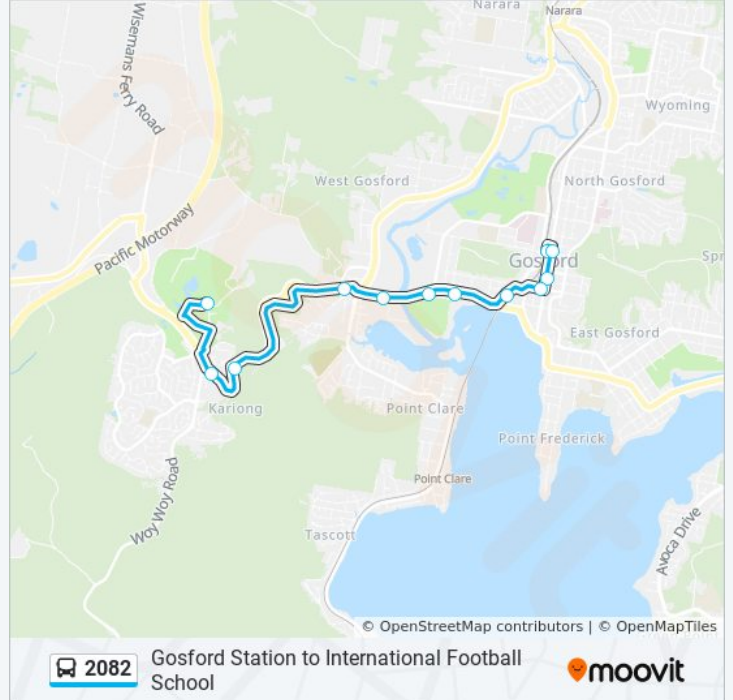 Narara
Narara
Wisemans Ferry Road
Wyoming
West Gosford
North Gosford
Pacific Motorway
Gosford
Spr
East Gosford
Kariong
Point Clare
Point Frederick
Point Clare
Woy Woy Road
Tascott
Avoca Drive
© OpenStreetMap contributors | © OpenMapTiles
2082
Gosford Station to International Football
School
moovit